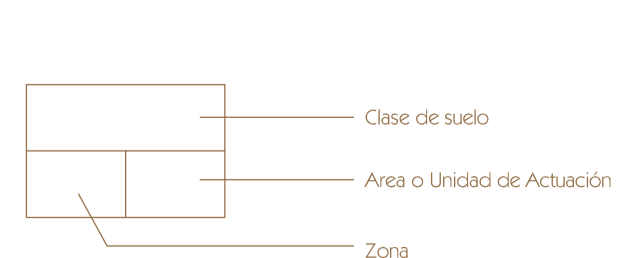 Clase de suelo
Area o Unidad de Actuación
Zona